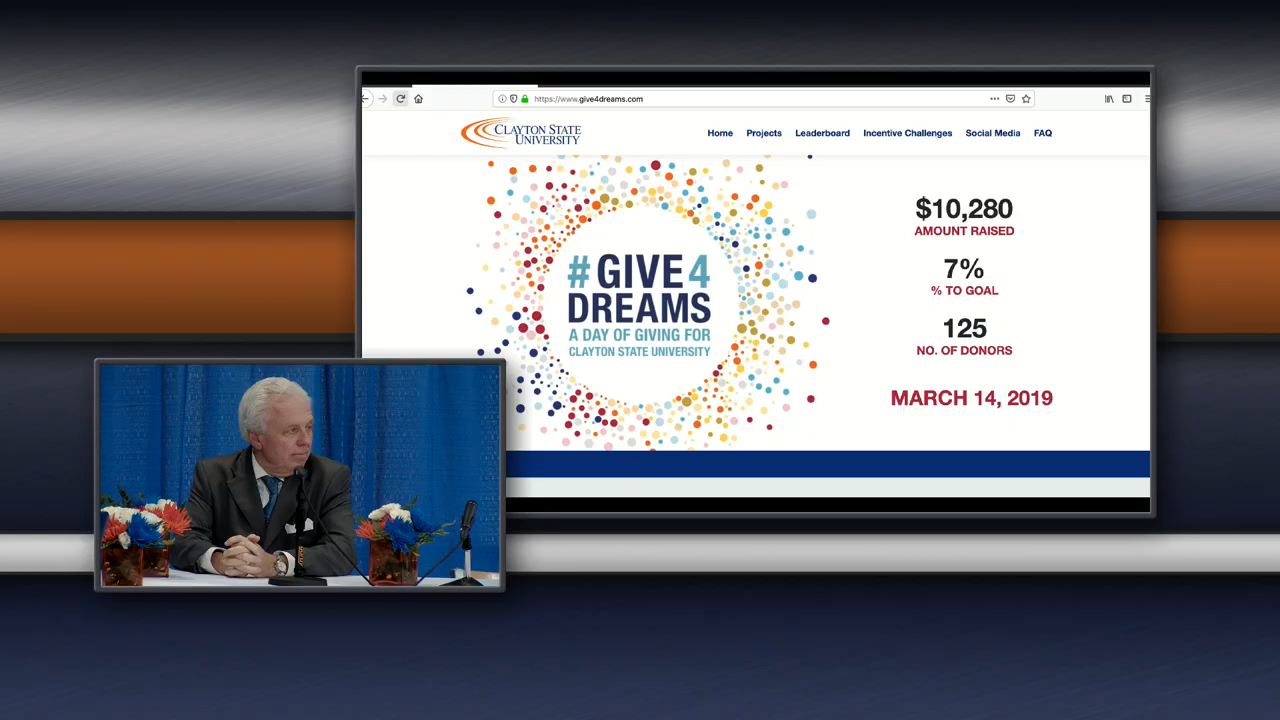 https://www.give4dreams.com
CLAYTON STATE
UNIVERSITY
Home Projects Leaderboard Incentive Challenges Social Media FAQ
#GIVE4
DREAMS
A DAY OF GIVING FOR
CLAYTON STATE UNIVERSITY
$10,280
AMOUNT RAISED
7%
% TO GOAL
125
NO. OF DONORS
MARCH 14, 2019